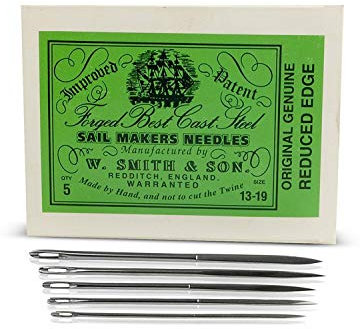 Improved Patent
Forged Best Cast Steel
SAIL MAKERS NEEDLES
Manufactured by
W. SMITH & SON.
REDDITCH, ENGLAND.
WARRANTED
QTY
5
SIZE
13-19
Made by Hand, and not to cut the Twine
ORIGINAL GENUINE
REDUCED EDGE